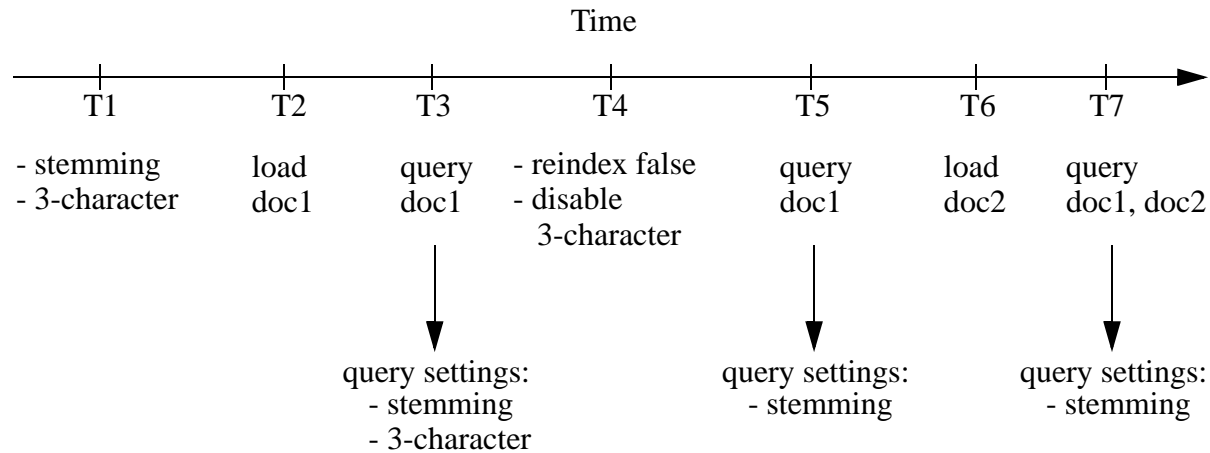 Time
T1 T2 T3 T4 T5 T6 T7
- stemming load query - reindex false query load query
- 3-character doc1 doc1 - disable doc1 doc2 doc1, doc2
3-character
query settings: query settings: query settings:
- stemming - stemming - stemming
- 3-character